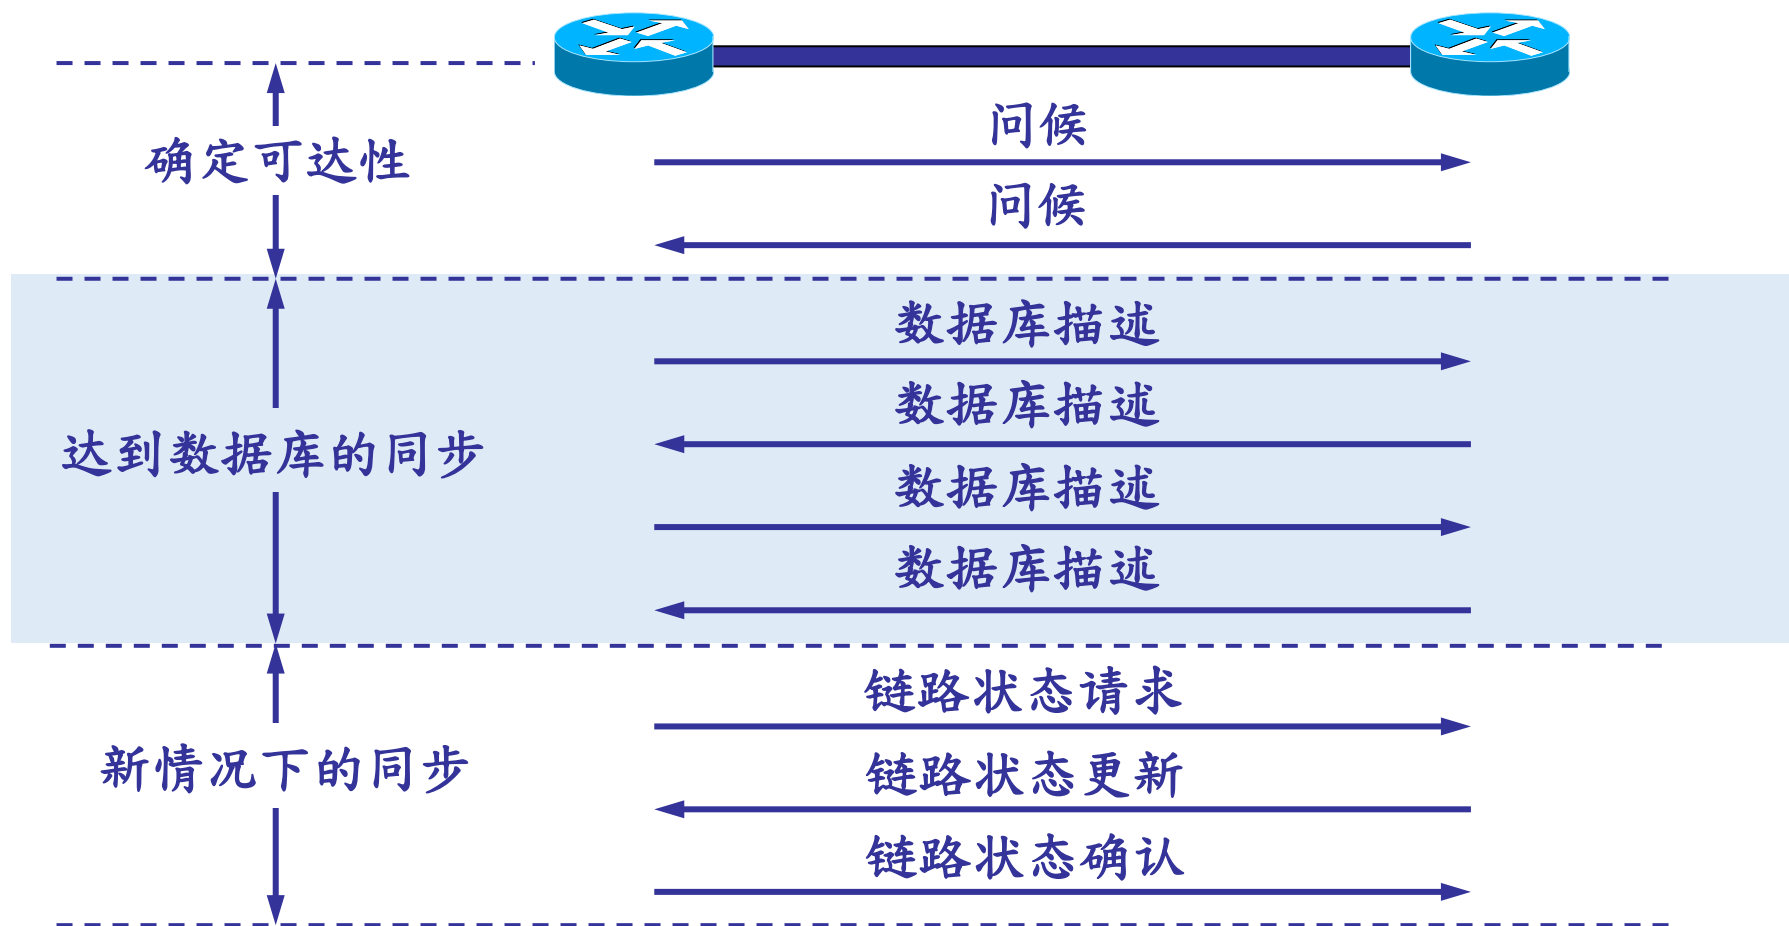 问候
确定可达性
问候
数据库描述
数据库描述
达到数据库的同步
数据库描述
数据库描述
链路状态请求
新情况下的同步
链路状态更新
链路状态确认